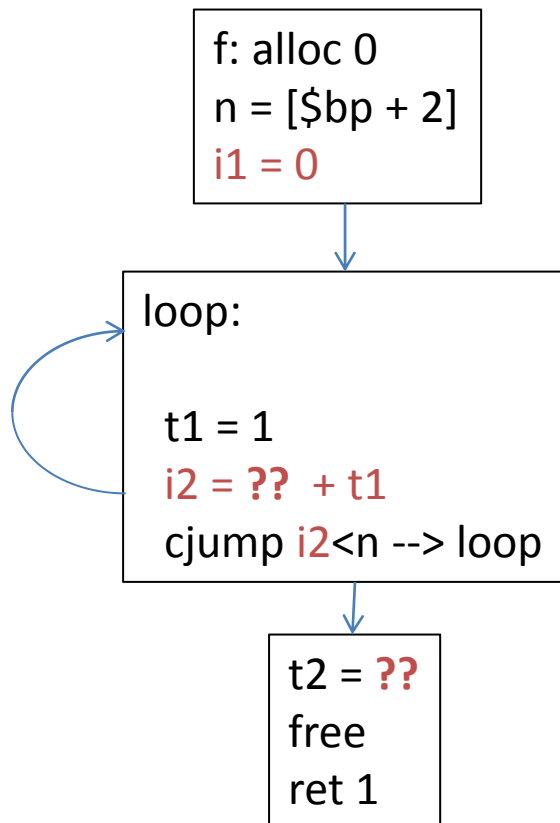 f: alloc 0
n = [$bp + 2]
i1 = 0
loop:
t1 = 1
i2 = ?? + t1
cjump i2<n --> loop
t2 = ??
free
ret 1